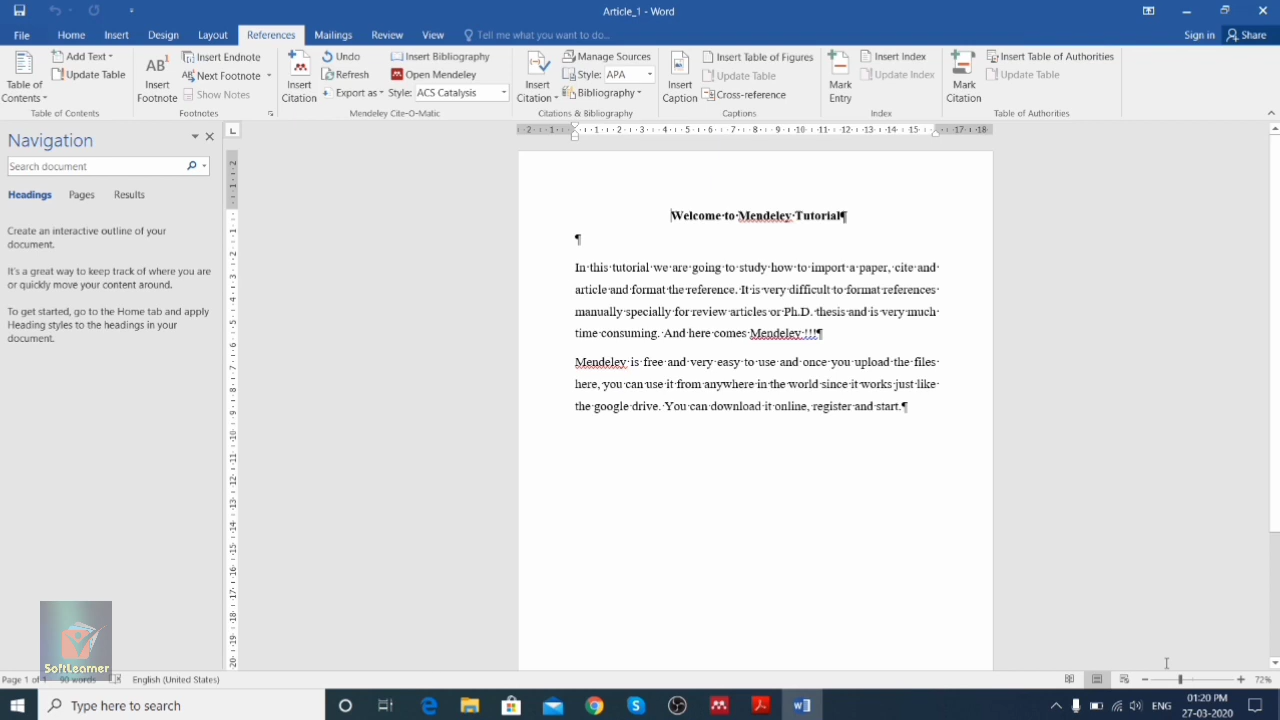 Article_1 - Word
File Home Insert Design Layout References Mailings Review View Tell me what you want to do... Sign in Share
Table of Contents
Add Text
Update Table
Table of Contents
AB1
Insert Footnote
Insert Endnote
Next Footnote
Show Notes
Footnotes
Insert Citation
Undo
Refresh
Export as
Insert Bibliography
Open Mendeley
Style: ACS Catalysis
Mendeley Cite-O-Matic
Insert Citation
Manage Sources
Style: APA
Bibliography
Citations & Bibliography
Insert Caption
Insert Table of Figures
Update Table
Cross-reference
Captions
Mark Entry
Insert Index
Update Index
Index
Mark Citation
Insert Table of Authorities
Update Table
Table of Authorities
Navigation
Search document
Headings Pages Results
Create an interactive outline of your
document.
It's a great way to keep track of where you are
or quickly move your content around.
To get started, go to the Home tab and apply
Heading styles to the headings in your
document.
Welcome to Mendeley Tutorial¶
¶
In this tutorial we are going to study how to import a paper, cite and
article and format the reference. It is very difficult to format references
manually specially for review articles or Ph.D. thesis and is very much
time consuming. And here comes Mendeley !!!¶
Mendeley is free and very easy to use and once you upload the files
here, you can use it from anywhere in the world since it works just like
the google drive. You can download it online, register and start.¶
SoftLearner
Page 1 of 1 90 words English (United States) 72%
Type here to search
ENG
01:20 PM
27-03-2020